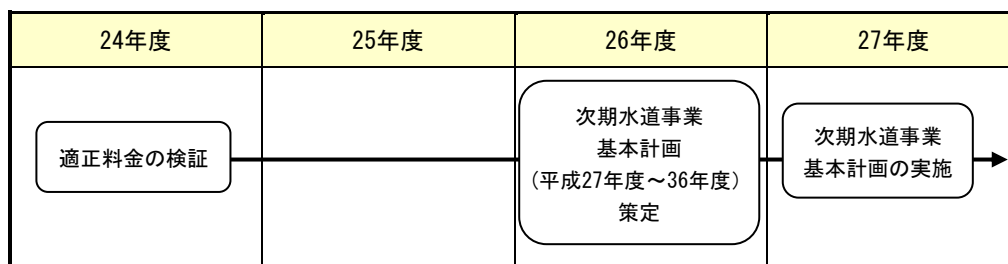 24年度
25年度
26年度
27年度
適正料金の検証
次期水道事業
基本計画
(平成27年度～36年度)
策定
次期水道事業
基本計画の実施